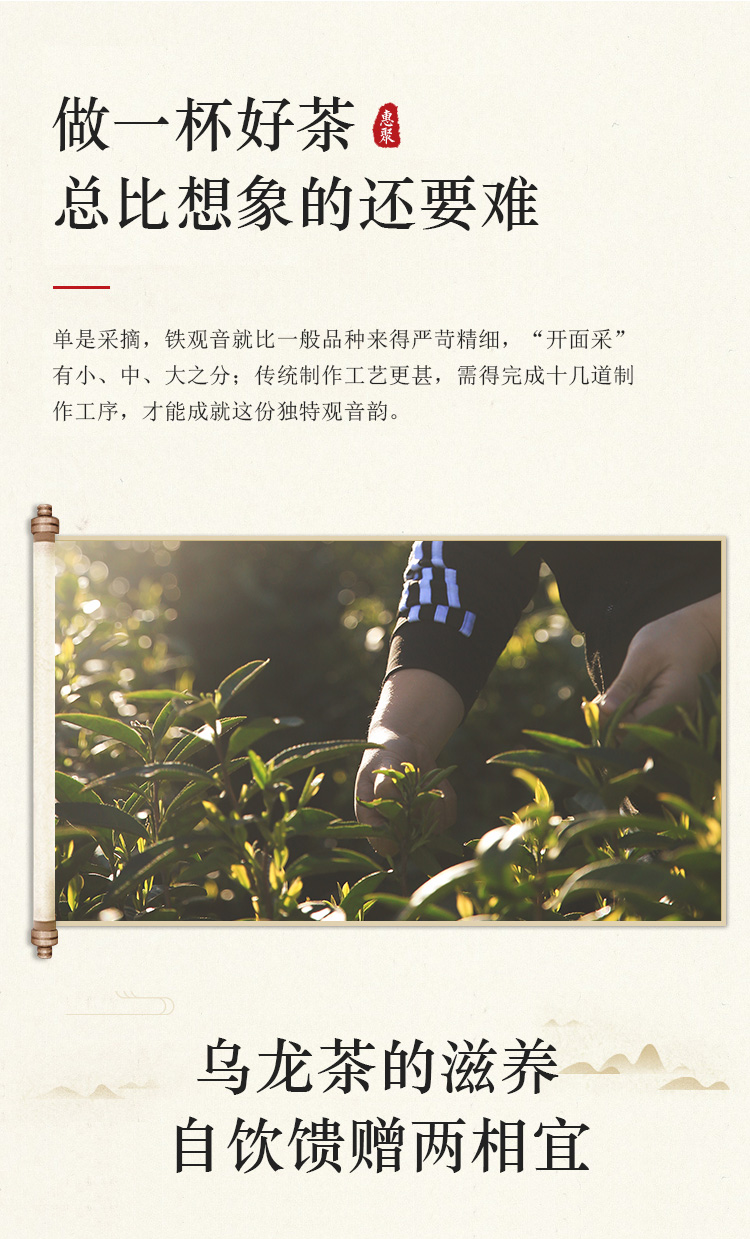 做一杯好茶
惠聚
总比想象的还要难
单是采摘，铁观音就比一般品种来得严苛精细，“开面采”
有小、中、大之分；传统制作工艺更甚，需得完成十几道制
作工序，才能成就这份独特观音韵。
乌龙茶的滋养
自饮馈赠两相宜